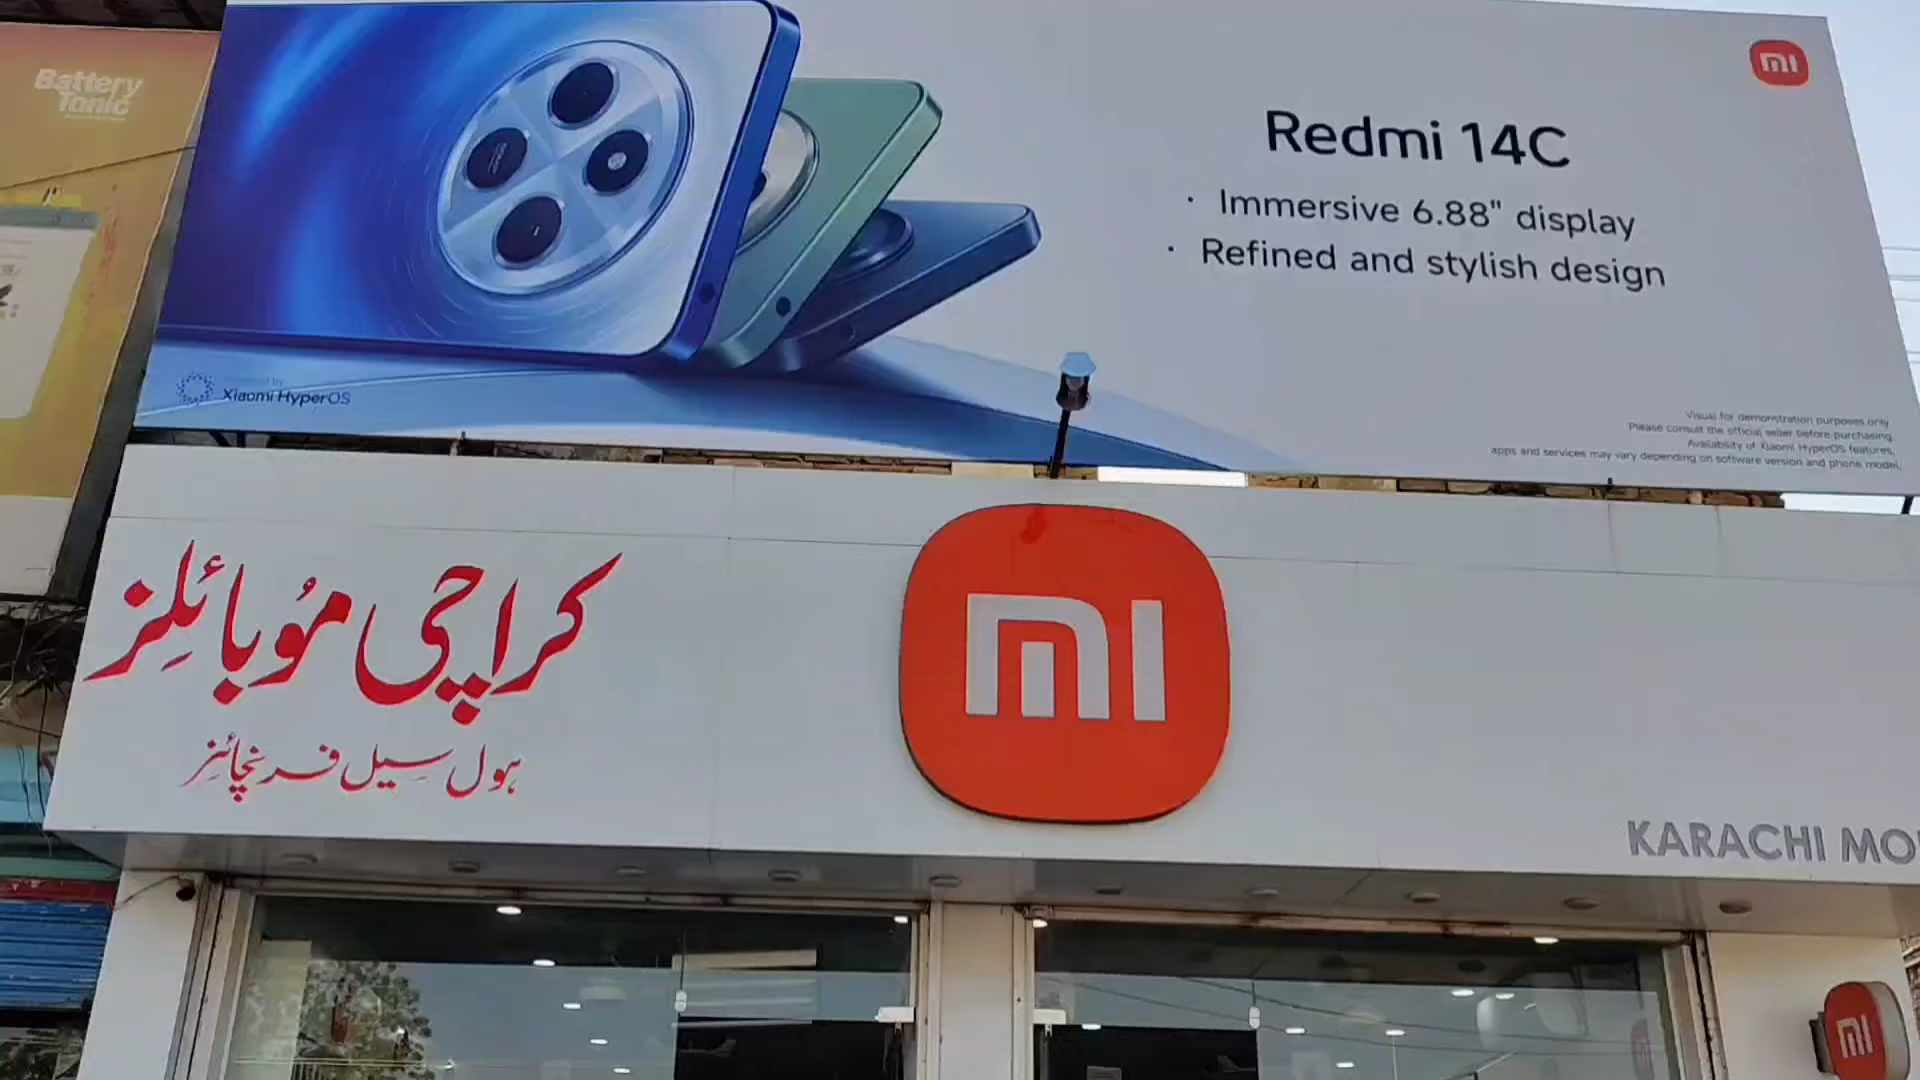 Battery
Tonic
mi
Redmi 14C
· Immersive 6.88" display
· Refined and stylish design
Xiaomi HyperOS
Visual for demonstration purposes only.
Please consult the official seller before purchasing.
Availability of Xiaomi HyperOS features,
apps and services may vary depending on software version and phone model.
کراچی مُوبائلِز
ہول سیل فرنچائز
mi
KARACHI MO
mi